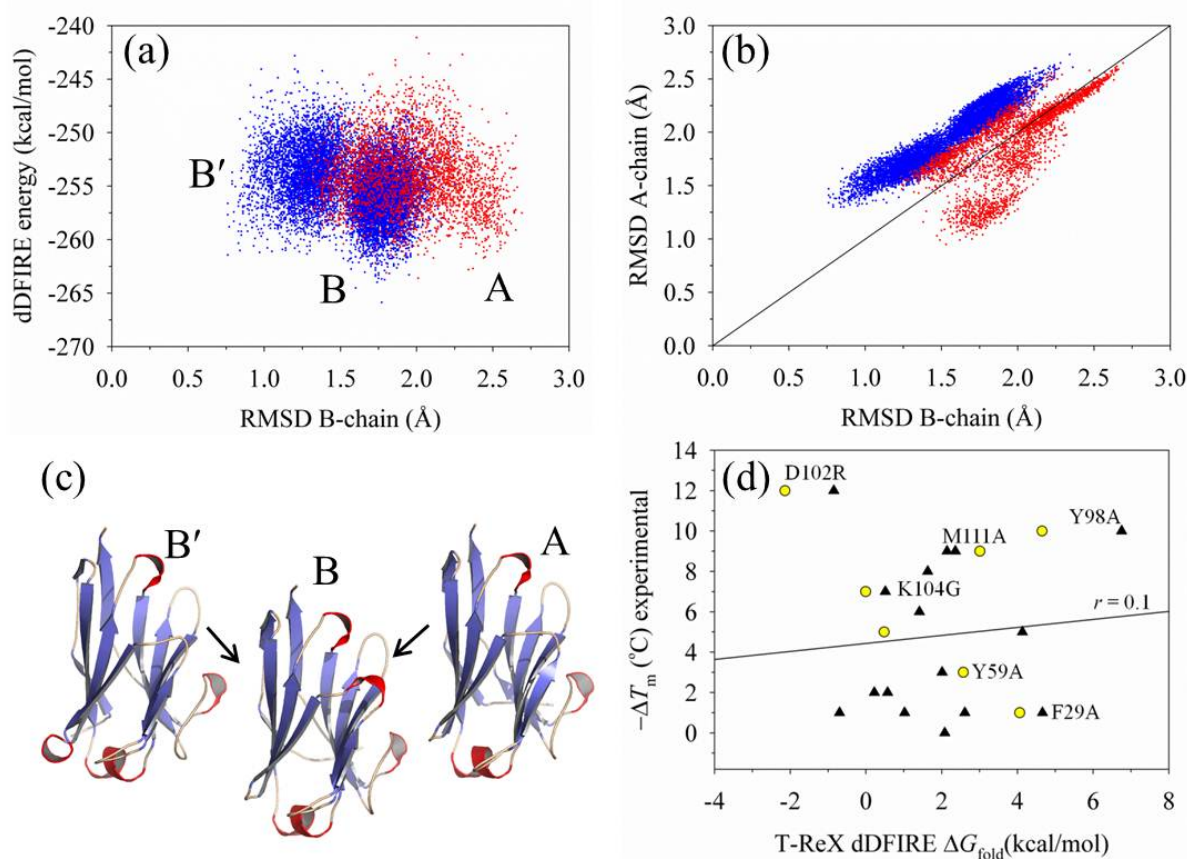 (a)
-240
-245
-250
-255
-260
-265
-270
dDFIRE energy (kcal/mol)
B′
B
A
0.0 0.5 1.0 1.5 2.0 2.5 3.0
RMSD B-chain (Å)
(b)
3.0
2.5
2.0
1.5
1.0
0.5
0.0
RMSD A-chain (Å)
0.0 0.5 1.0 1.5 2.0 2.5 3.0
RMSD B-chain (Å)
(c)
B′
B
A
(d)
14
12
10
8
6
4
2
0
−ΔTm (°C) experimental
D102R
Y98A
M111A
K104G
r = 0.1
Y59A
F29A
-4 -2 0 2 4 6 8
T-ReX dDFIRE ΔGfold(kcal/mol)